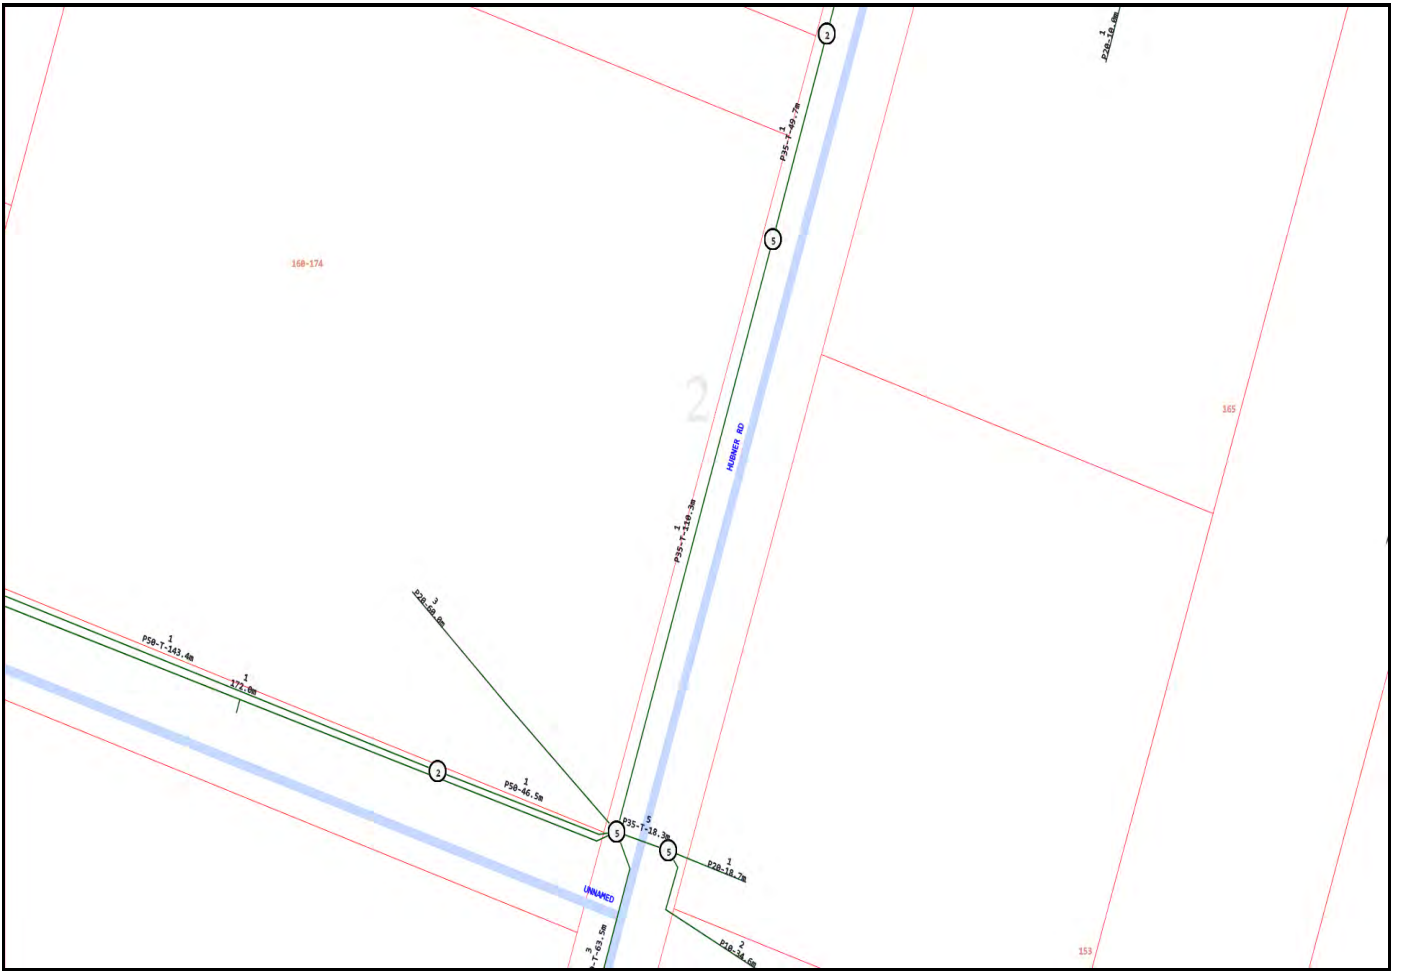 2
1
P20-10.0m
1
P35-T-49.7m
5
160-174
2
165
HUBNER RD
1
P35-T-110.3m
3
P20-60.0m
1
P50-T-143.4m
1
172.0m
2
1
P50-46.5m
5
5
P35-T-18.3m
5
1
P20-18.7m
UNNAMED
3
-T-63.5m
2
P10-34.6m
153